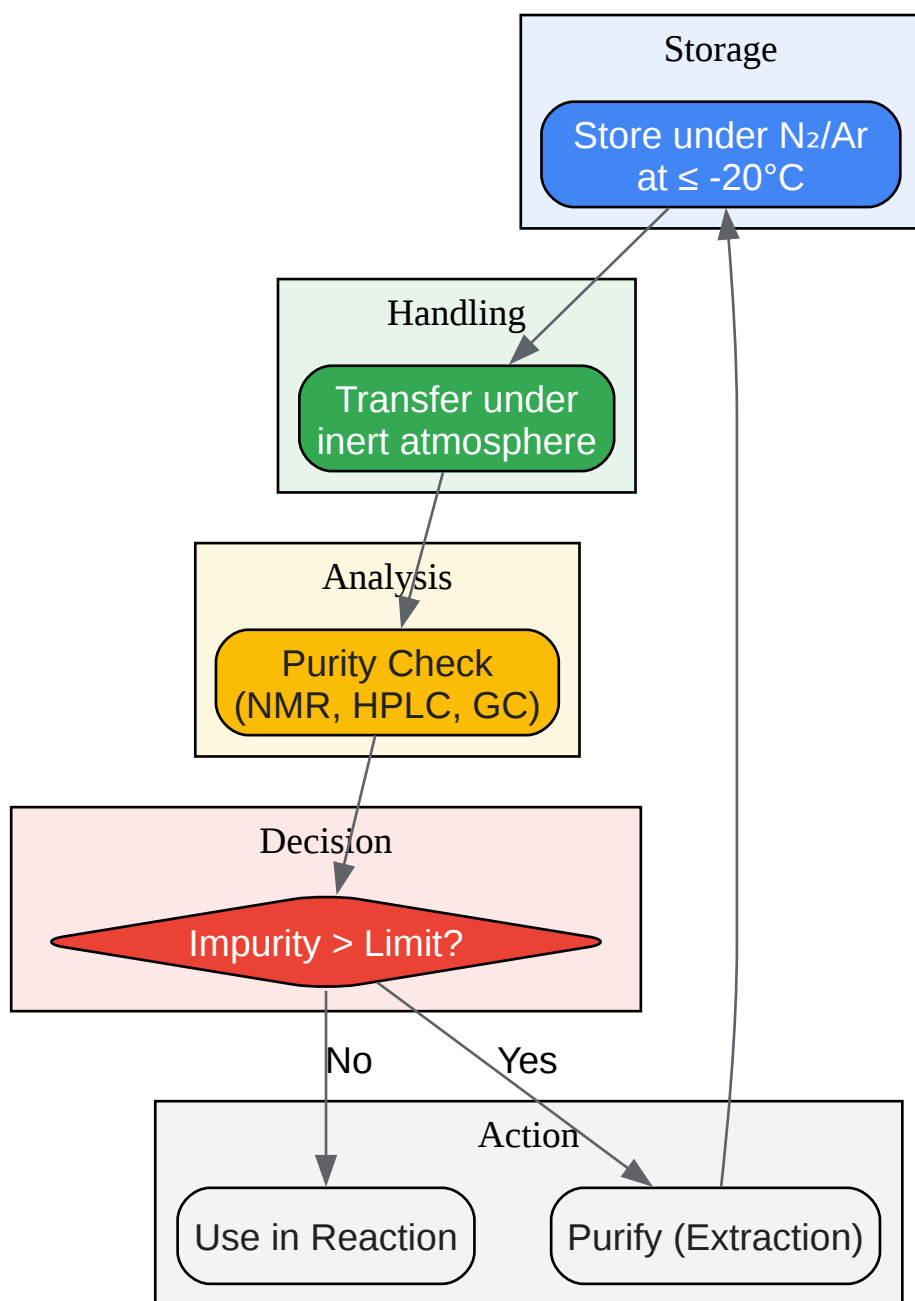 Storage
Store under N₂/Ar
at ≤ -20°C
Handling
Transfer under
inert atmosphere
Analysis
Purity Check
(NMR, HPLC, GC)
Decision
Impurity > Limit?
No
Yes
Action
Use in Reaction
Purify (Extraction)